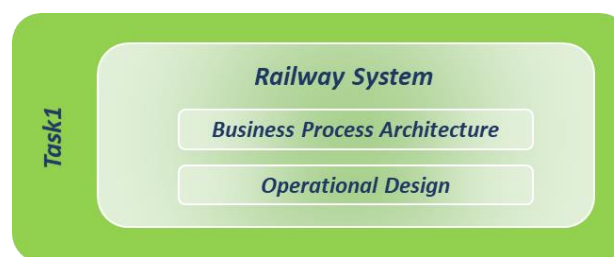 Task1
Railway System
Business Process Architecture
Operational Design